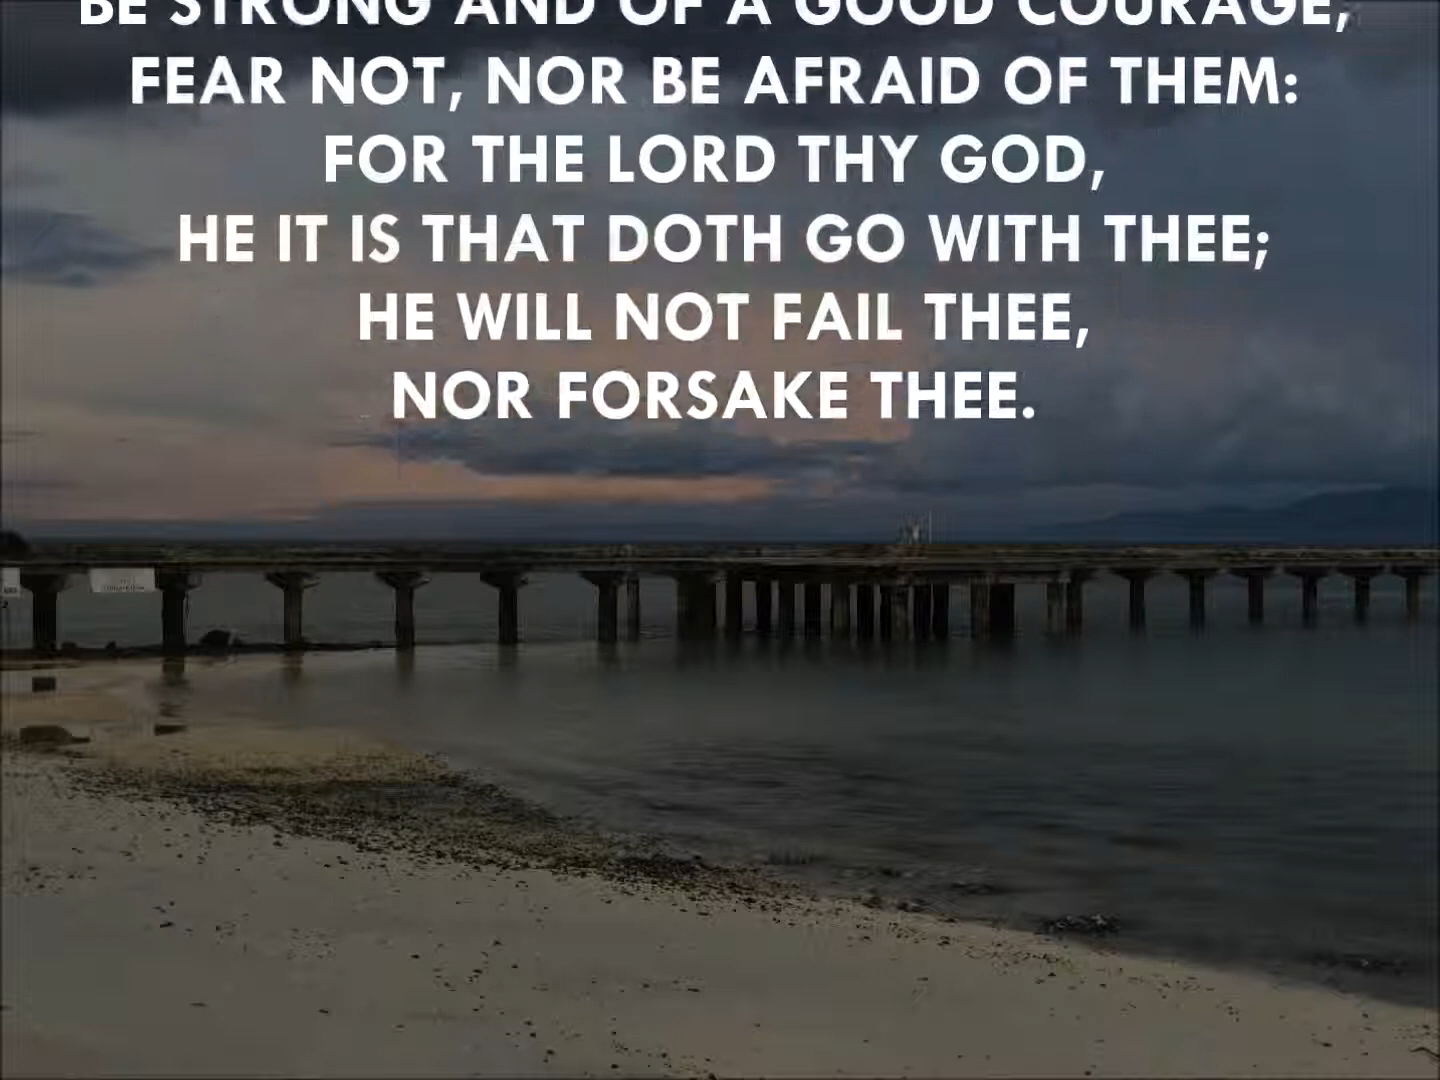 BE STRONG AND OF A GOOD COURAGE,
FEAR NOT, NOR BE AFRAID OF THEM:
FOR THE LORD THY GOD,
HE IT IS THAT DOTH GO WITH THEE;
HE WILL NOT FAIL THEE,
NOR FORSAKE THEE.